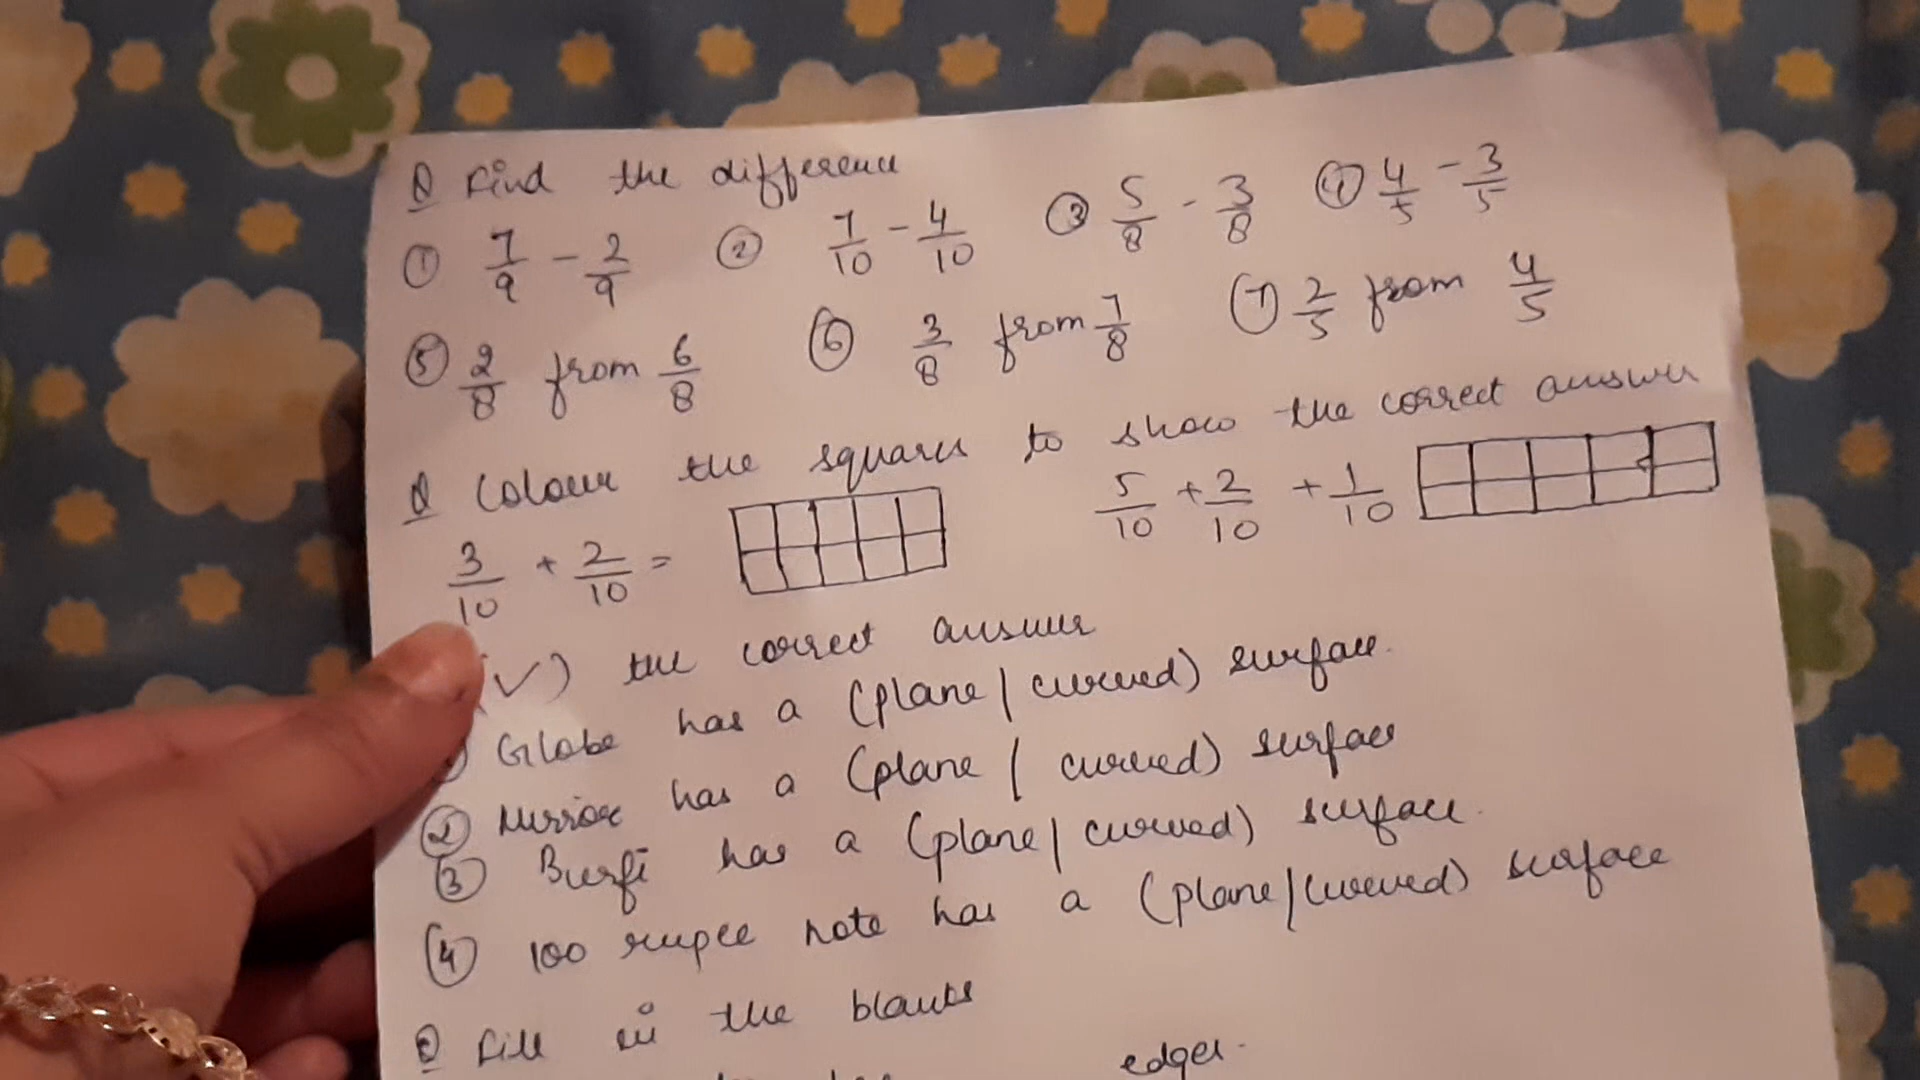 Q Find the difference
① 7/9 - 2/9 ② 7/10 - 4/10 ③ 5/8 - 3/8 ④ 4/5 - 3/5
⑤ 2/8 from 6/8 ⑥ 3/8 from 7/8 ⑦ 2/5 from 4/5
Q Colour the squares to show the correct answer
3/10 + 2/10 = 5/10 + 2/10 + 1/10
(✓) the correct answer
Globe has a (plane/curved) surface.
② Mirror has a (plane/curved) surface
③ Burfi has a (plane/curved) surface.
④ 100 rupee note has a (plane/curved) surface
Q Fill in the blanks
edges.